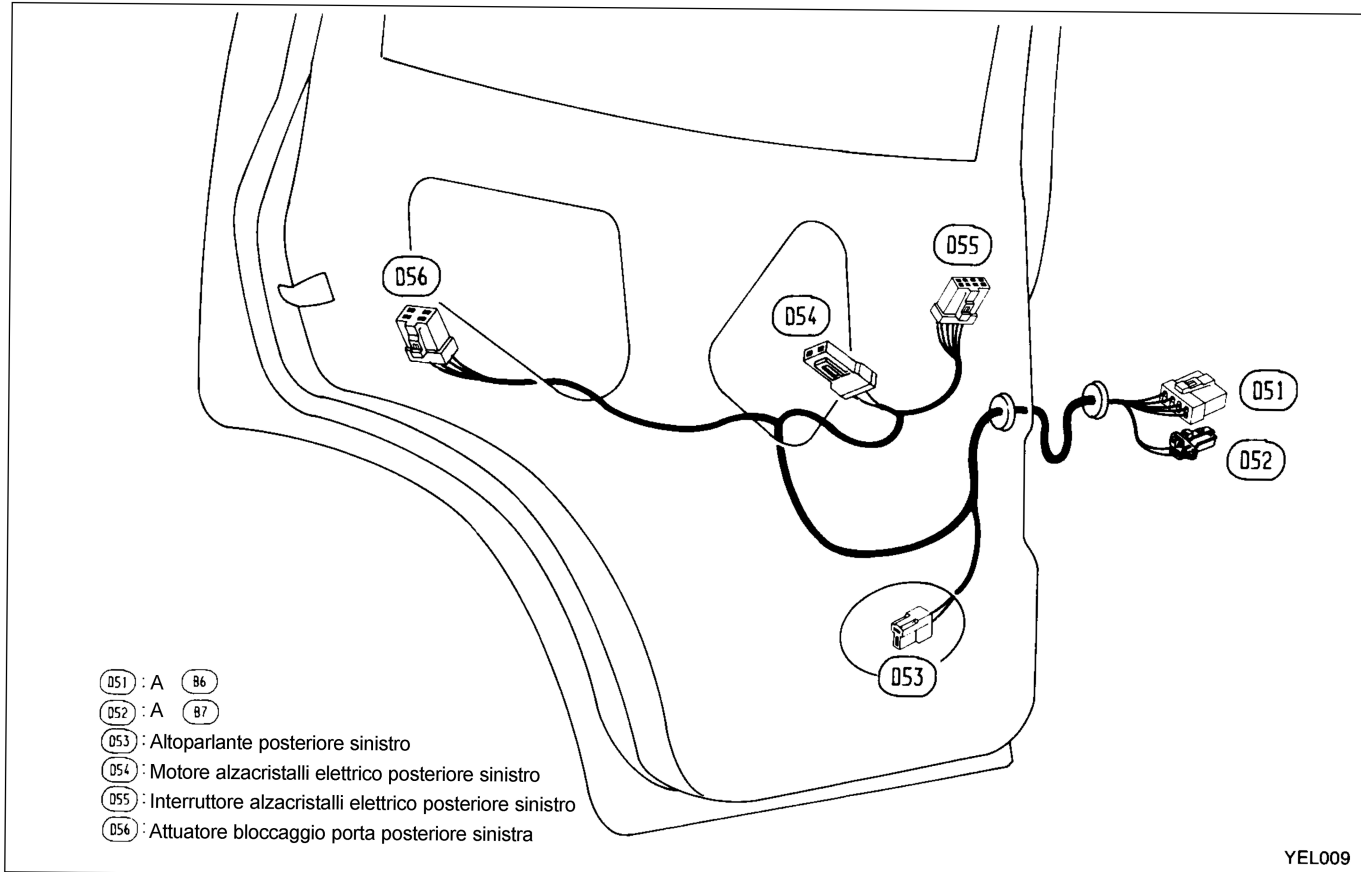 D55
D56
D54
D51
D52
D53
D51 : A B6
D52 : A B7
D53 : Altoparlante posteriore sinistro
D54 : Motore alzacristalli elettrico posteriore sinistro
D55 : Interruttore alzacristalli elettrico posteriore sinistro
D56 : Attuatore bloccaggio porta posteriore sinistra
YEL009